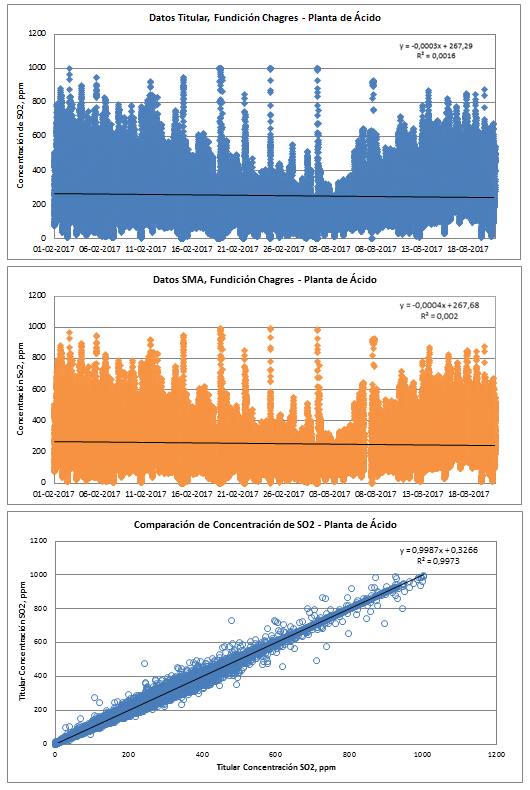 Datos Titular, Fundición Chagres - Planta de Ácido
y = -0,0003x + 267,29
R² = 0,0016
Concentración de SO2, ppm
1200
1000
800
600
400
200
0
01-02-2017 06-02-2017 11-02-2017 16-02-2017 21-02-2017 26-02-2017 03-03-2017 08-03-2017 13-03-2017 18-03-2017
Datos SMA, Fundición Chagres - Planta de Ácido
y = -0,0004x + 267,68
R² = 0,002
Concentración So2, ppm
1200
1000
800
600
400
200
0
01-02-2017 06-02-2017 11-02-2017 16-02-2017 21-02-2017 26-02-2017 03-03-2017 08-03-2017 13-03-2017 18-03-2017
Comparación de Concentración de SO2 - Planta de Ácido
y = 0,9987x + 0,3266
R² = 0,9973
Titular Concentración SO2, ppm
1200
1000
800
600
400
200
0
0 200 400 600 800 1000 1200
Titular Concentración SO2, ppm